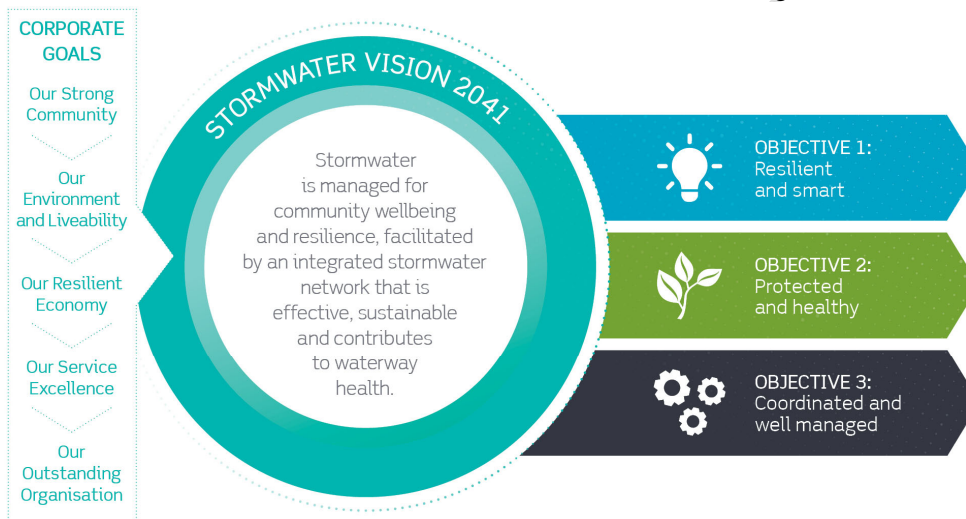 CORPORATE
GOALS
Our Strong
Community
Our
Environment
and Liveability
Our Resilient
Economy
Our Service
Excellence
Our
Outstanding
Organisation
STORMWATER VISION 2041
Stormwater
is managed for
community wellbeing
and resilience, facilitated
by an integrated stormwater
network that is
effective, sustainable
and contributes
to waterway
health.
OBJECTIVE 1:
Resilient
and smart
OBJECTIVE 2:
Protected
and healthy
OBJECTIVE 3:
Coordinated and
well managed